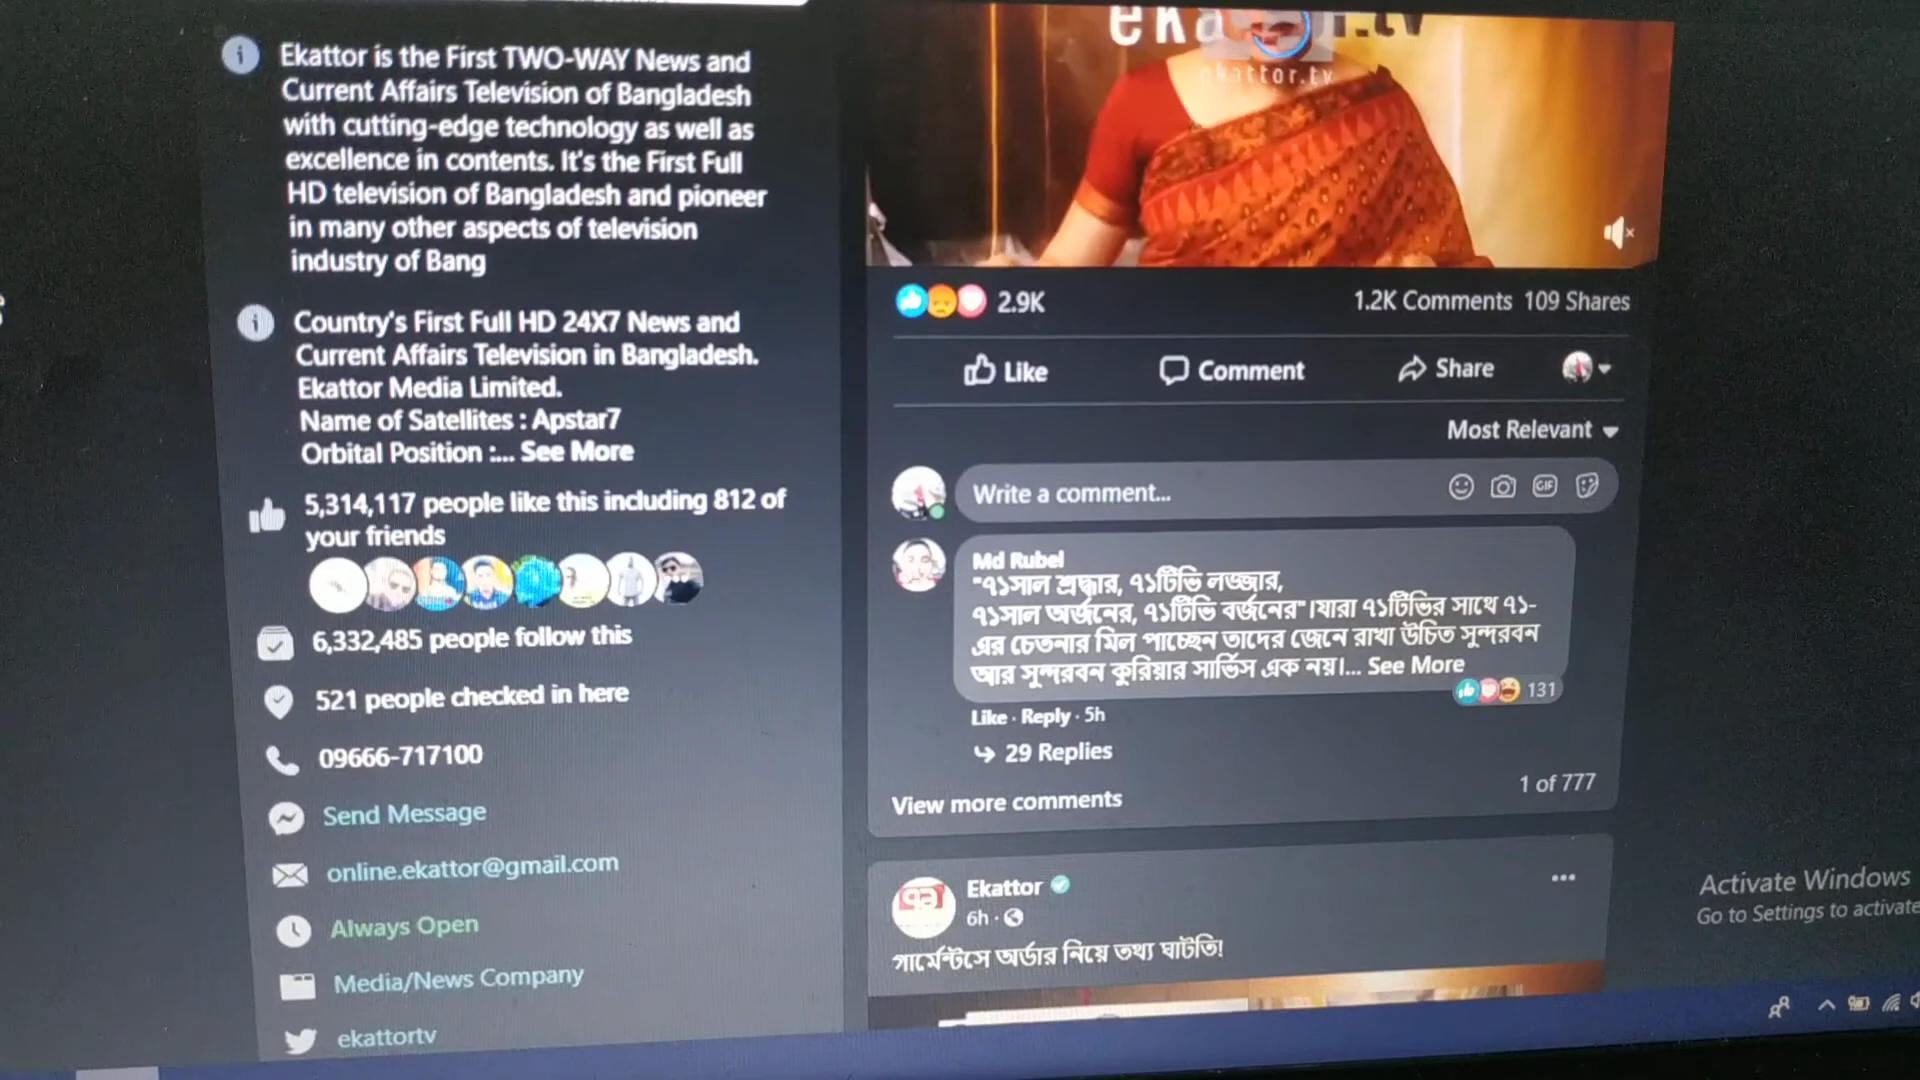 Ekattor is the First TWO-WAY News and
Current Affairs Television of Bangladesh
with cutting-edge technology as well as
excellence in contents. It's the First Full
HD television of Bangladesh and pioneer
in many other aspects of television
industry of Bang
Country's First Full HD 24X7 News and
Current Affairs Television in Bangladesh.
Ekattor Media Limited.
Name of Satellites : Apstar7
Orbital Position :... See More
5,314,117 people like this including 812 of
your friends
6,332,485 people follow this
521 people checked in here
09666-717100
Send Message
online.ekattor@gmail.com
Always Open
Media/News Company
ekattortv
ekattor.tv
2.9K
1.2K Comments 109 Shares
Like
Comment
Share
Most Relevant
Write a comment...
GIF
Md Rubel
"৭১সাল শ্রদ্ধার, ৭১টিভি লজ্জার,
৭১সাল অর্জনের, ৭১টিভি বর্জনের"।যারা ৭১টিভির সাথে ৭১-
এর চেতনার মিল পাচ্ছেন তাদের জেনে রাখা উচিত সুন্দরবন
আর সুন্দরবন কুরিয়ার সার্ভিস এক নয়।... See More
131
Like · Reply · 5h
29 Replies
View more comments
1 of 777
Ekattor
6h ·
গার্মেন্টসে অর্ডার নিয়ে তথ্য ঘাটতি!
Activate Windows
Go to Settings to activate